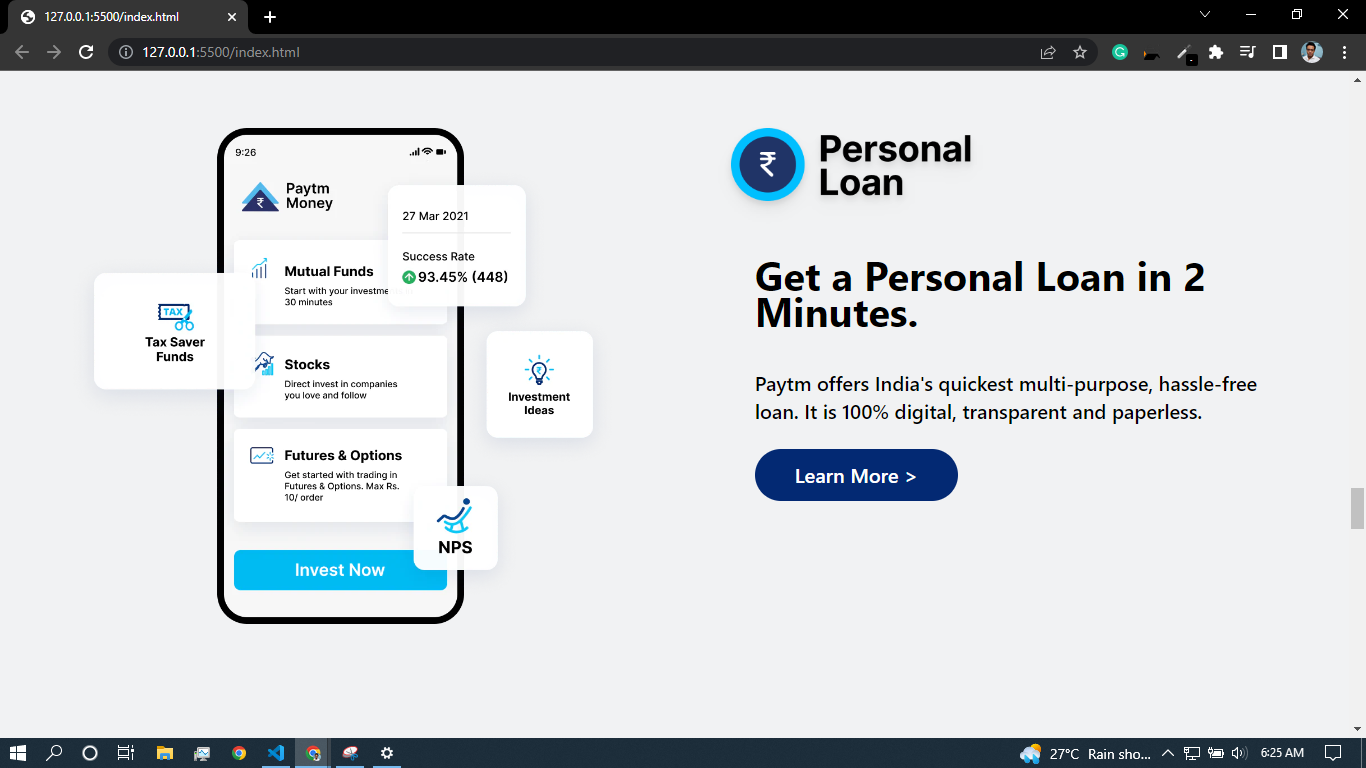 127.0.0.1:5500/index.html
127.0.0.1:5500/index.html
9:26
Paytm
Money
27 Mar 2021
Success Rate
93.45% (448)
Mutual Funds
Start with your investme
30 minutes
TAX
Tax Saver
Funds
Stocks
Direct invest in companies
you love and follow
Investment
Ideas
Futures & Options
Get started with trading in
Futures & Options. Max Rs.
10/ order
NPS
Invest Now
Personal
Loan
Get a Personal Loan in 2
Minutes.
Paytm offers India's quickest multi-purpose, hassle-free
loan. It is 100% digital, transparent and paperless.
Learn More >
27°C Rain sho...
6:25 AM